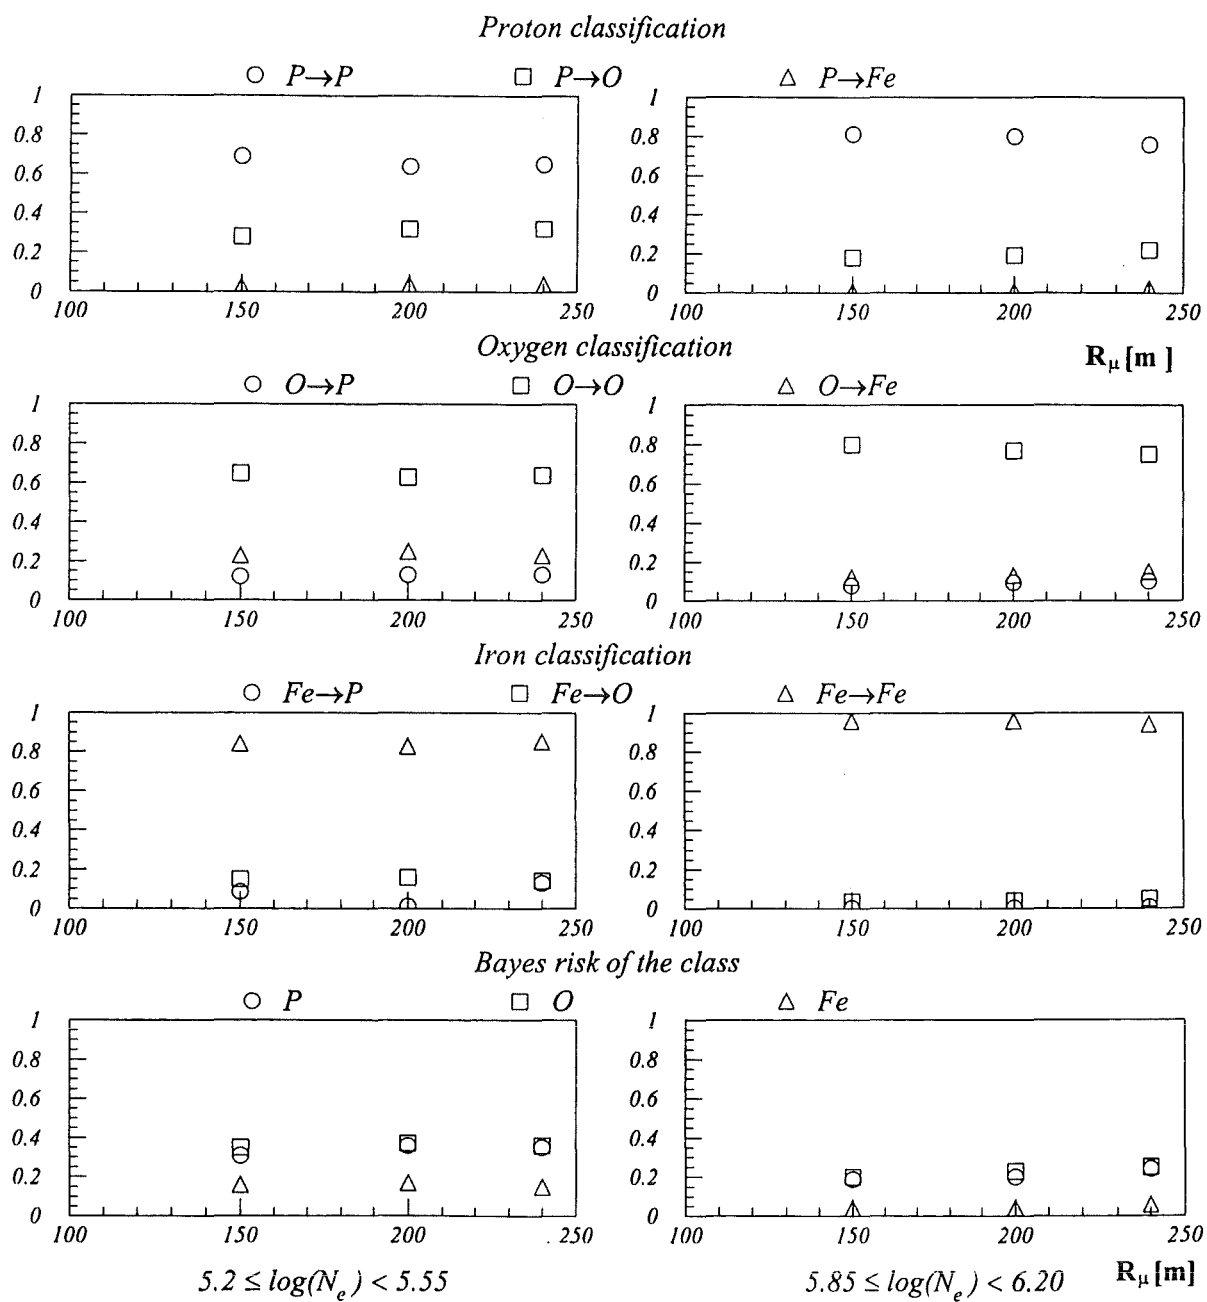 Proton classification
P→P P→O P→Fe
1 0.8 0.6 0.4 0.2 0
100 150 200 250
1 0.8 0.6 0.4 0.2 0
100 150 200 250
Oxygen classification
Rμ [m ]
O→P O→O O→Fe
1 0.8 0.6 0.4 0.2 0
100 150 200 250
1 0.8 0.6 0.4 0.2 0
100 150 200 250
Iron classification
Fe→P Fe→O Fe→Fe
1 0.8 0.6 0.4 0.2 0
100 150 200 250
1 0.8 0.6 0.4 0.2 0
100 150 200 250
Bayes risk of the class
P O Fe
1 0.8 0.6 0.4 0.2 0
100 150 200 250
1 0.8 0.6 0.4 0.2 0
100 150 200 250
5.2 ≤ log(Ne) < 5.55
5.85 ≤ log(Ne) < 6.20
Rμ [m]